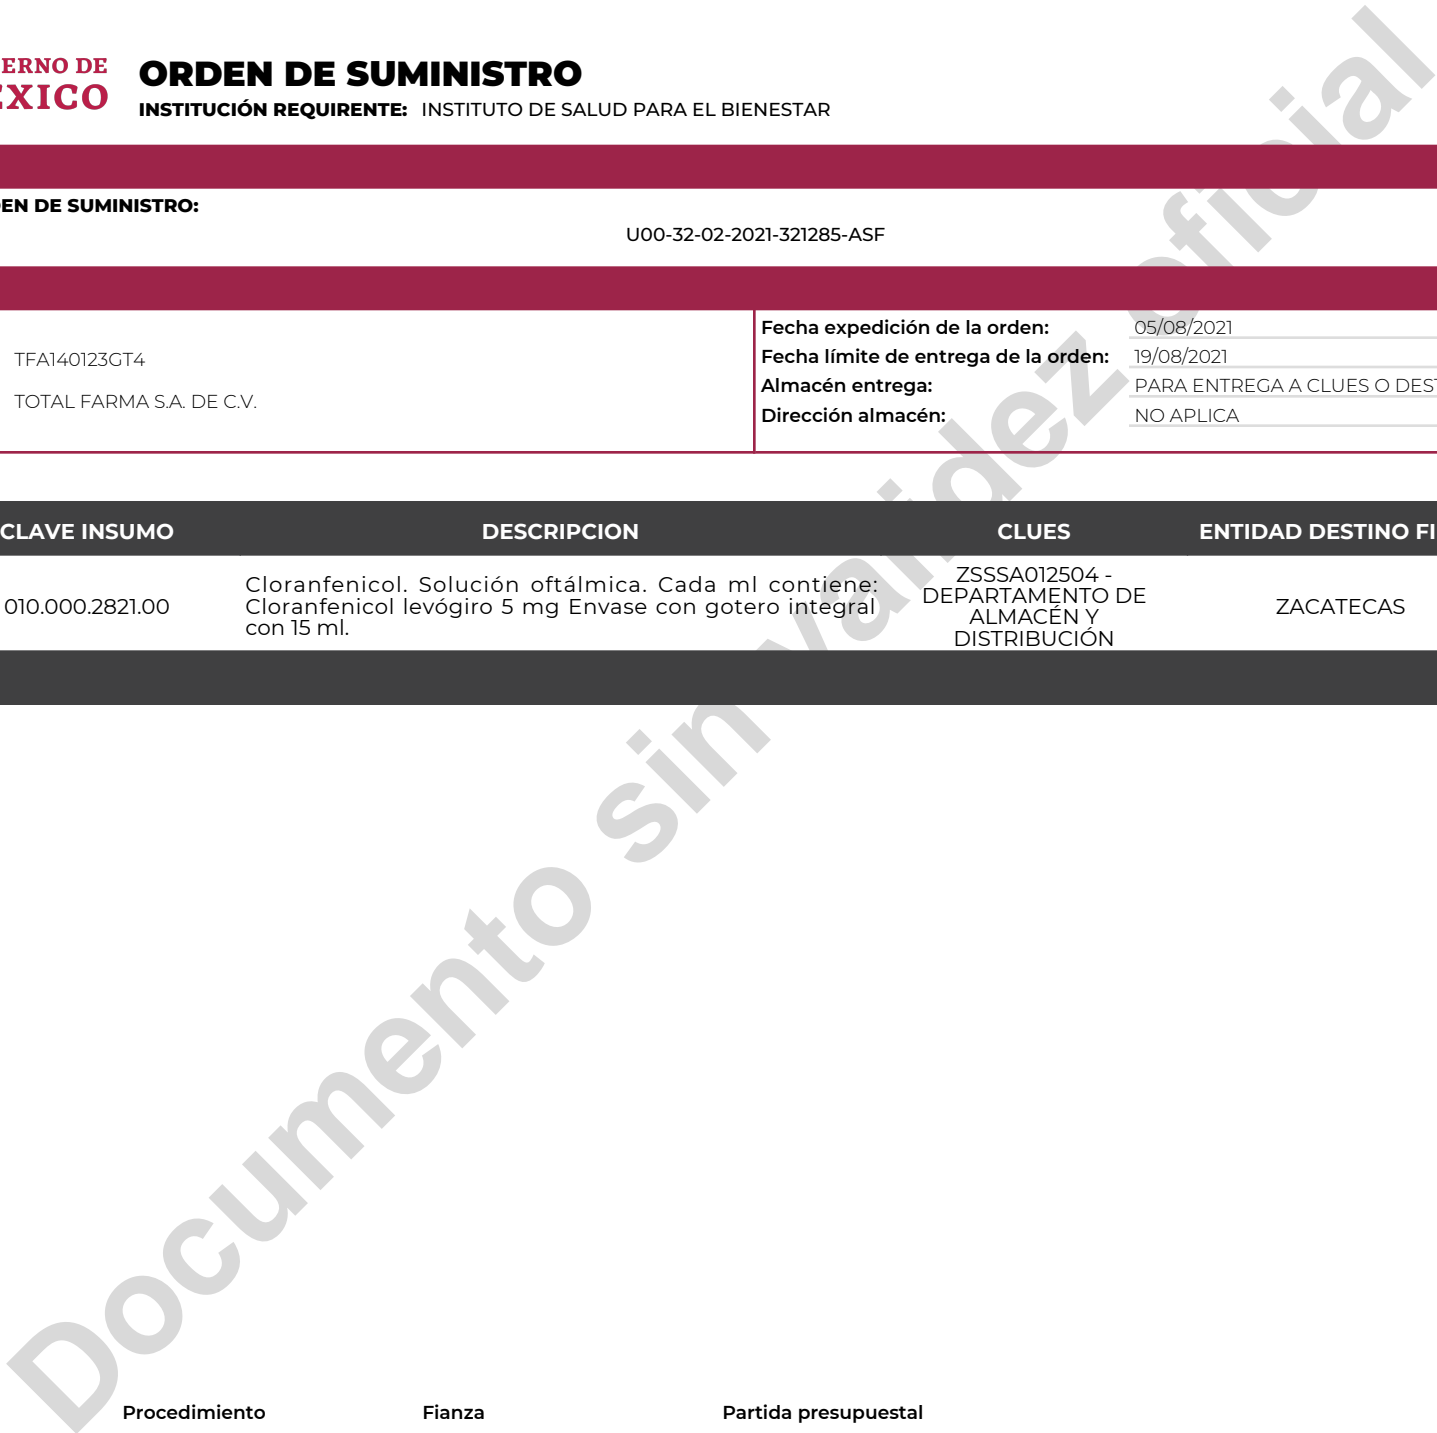 ERNO DE
EXICO
ORDEN DE SUMINISTRO
INSTITUCIÓN REQUIRENTE: INSTITUTO DE SALUD PARA EL BIENESTAR
EN DE SUMINISTRO:
U00-32-02-2021-321285-ASF
TFA140123GT4
TOTAL FARMA S.A. DE C.V.
Fecha expedición de la orden: 05/08/2021
Fecha límite de entrega de la orden: 19/08/2021
Almacén entrega: PARA ENTREGA A CLUES O DEST
Dirección almacén: NO APLICA
CLAVE INSUMO DESCRIPCION CLUES ENTIDAD DESTINO FI
010.000.2821.00
Cloranfenicol. Solución oftálmica. Cada ml contiene:
Cloranfenicol levógiro 5 mg Envase con gotero integral
con 15 ml.
ZSSSA012504 -
DEPARTAMENTO DE
ALMACÉN Y
DISTRIBUCIÓN
ZACATECAS
Documento sin validez oficial
Procedimiento Fianza Partida presupuestal